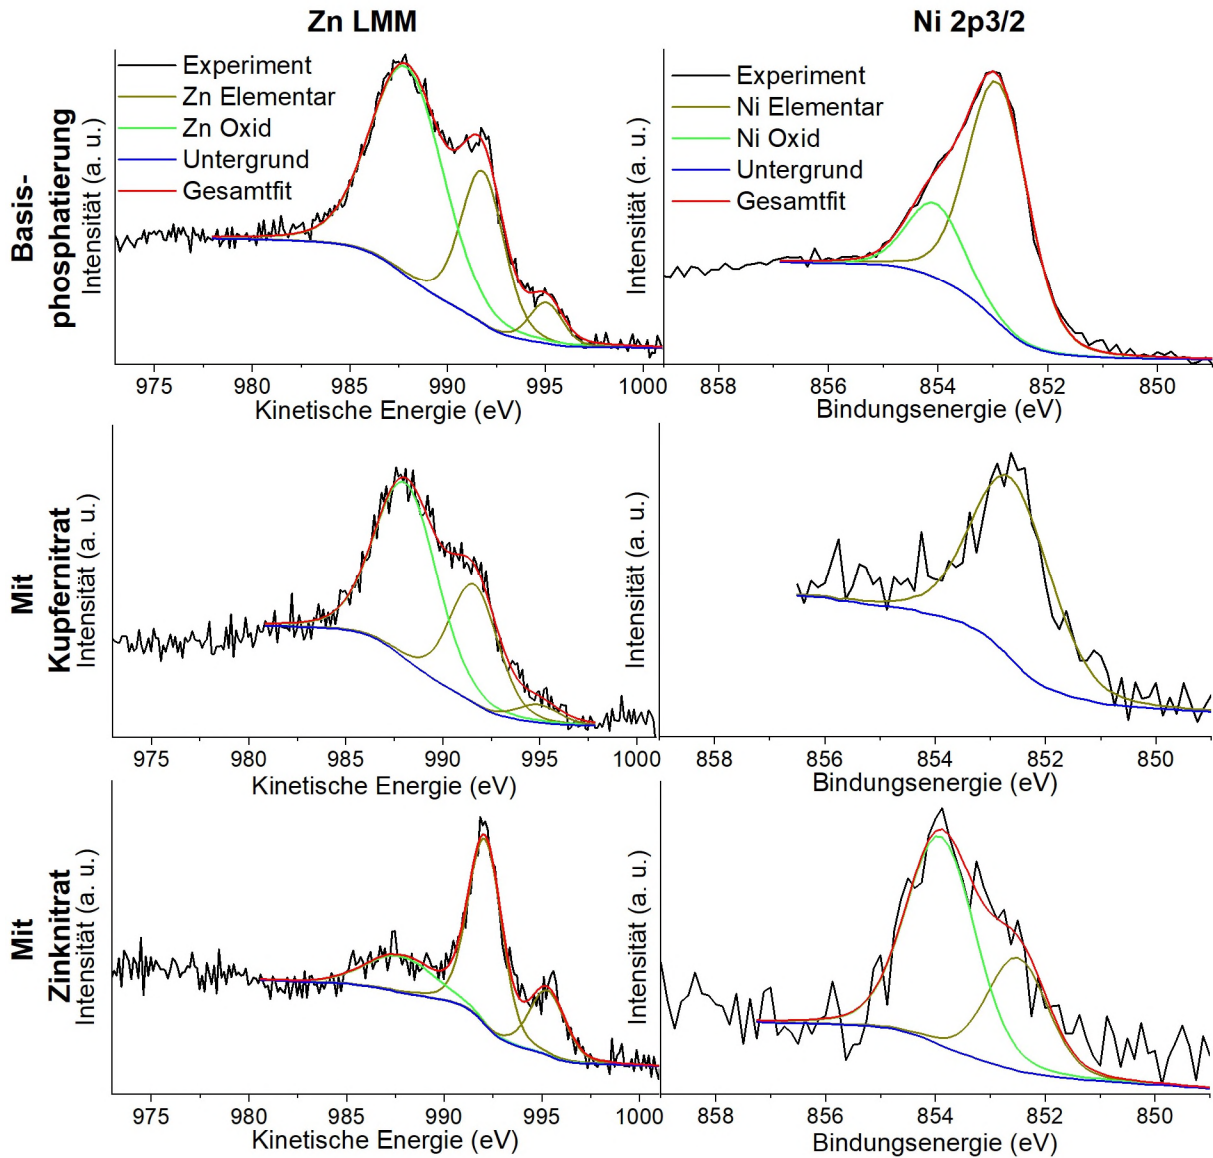 Zn LMM
Ni 2p3/2
Basis-
phosphatierung
Intensität (a. u.)
Experiment
Zn Elementar
Zn Oxid
Untergrund
Gesamtfit
975 980 985 990 995 1000
Kinetische Energie (eV)
Experiment
Ni Elementar
Ni Oxid
Untergrund
Gesamtfit
858 856 854 852 850
Bindungsenergie (eV)
Mit
Kupfernitrat
Intensität (a. u.)
975 980 985 990 995 1000
Kinetische Energie (eV)
Intensität (a. u.)
858 856 854 852 850
Bindungsenergie (eV)
Mit
Zinknitrat
Intensität (a. u.)
975 980 985 990 995 1000
Kinetische Energie (eV)
Intensität (a. u.)
858 856 854 852 850
Bindungsenergie (eV)